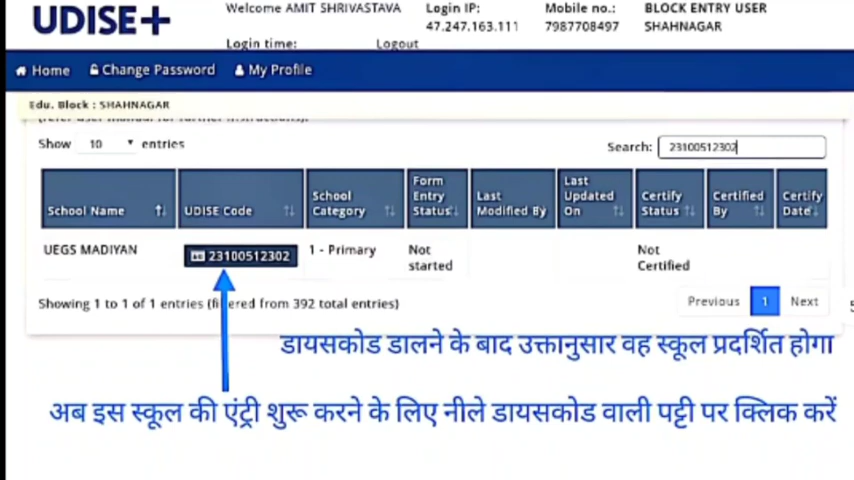 UDISE+
Welcome AMIT SHRIVASTAVA
Login IP:
47.247.163.111
Mobile no.:
7987708497
BLOCK ENTRY USER
SHAHNAGAR
Login time:
Logout
Home Change Password My Profile
Edu. Block : SHAHNAGAR
Show 10 entries
Search: 23100512302
School Name
UDISE Code
School Category
Form Entry Status
Last Modified By
Last Updated On
Certify Status
Certified By
Certify Date
UEGS MADIYAN
23100512302
1 - Primary
Not started
Not Certified
Showing 1 to 1 of 1 entries (filtered from 392 total entries)
Previous 1 Next
डायसकोड डालने के बाद उक्तानुसार वह स्कूल प्रदर्शित होगा
अब इस स्कूल की एंट्री शुरू करने के लिए नीले डायसकोड वाली पट्टी पर क्लिक करें